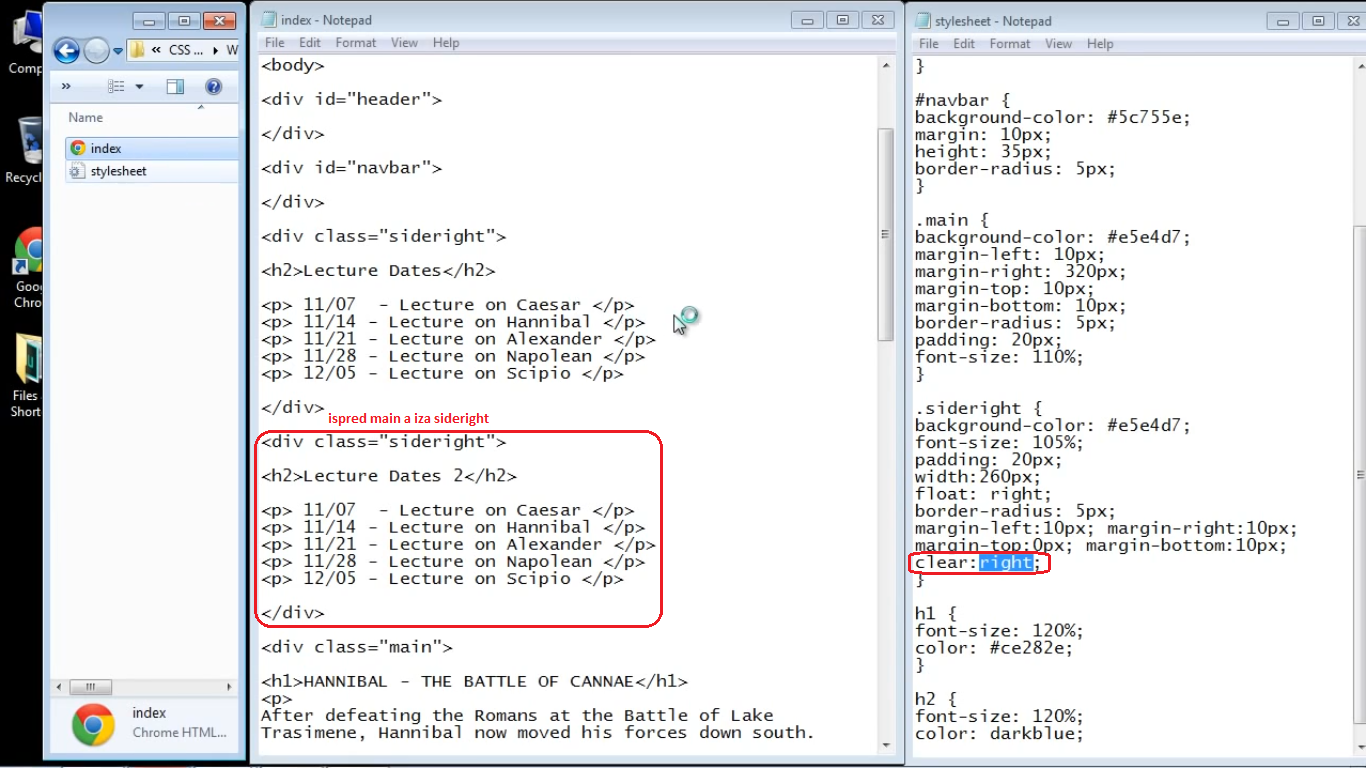 Comp
Recycl
Goo
Chro
Files
Short
« CSS ... ▸ W
»
Name
index
stylesheet
index
Chrome HTML...
index - Notepad
File Edit Format View Help
<body>
<div id="header">
</div>
<div id="navbar">
</div>
<div class="sideright">
<h2>Lecture Dates</h2>
<p> 11/07  - Lecture on Caesar </p>
<p> 11/14 - Lecture on Hannibal </p>
<p> 11/21 - Lecture on Alexander </p>
<p> 11/28 - Lecture on Napolean </p>
<p> 12/05 - Lecture on Scipio </p>
</div>
ispred main a iza sideright
<div class="sideright">
<h2>Lecture Dates 2</h2>
<p> 11/07  - Lecture on Caesar </p>
<p> 11/14 - Lecture on Hannibal </p>
<p> 11/21 - Lecture on Alexander </p>
<p> 11/28 - Lecture on Napolean </p>
<p> 12/05 - Lecture on Scipio </p>
</div>
<div class="main">
<h1>HANNIBAL - THE BATTLE OF CANNAE</h1>
<p>
After defeating the Romans at the Battle of Lake
Trasimene, Hannibal now moved his forces down south.
stylesheet - Notepad
File Edit Format View Help
}
#navbar {
background-color: #5c755e;
margin: 10px;
height: 35px;
border-radius: 5px;
}
.main {
background-color: #e5e4d7;
margin-left: 10px;
margin-right: 320px;
margin-top: 10px;
margin-bottom: 10px;
border-radius: 5px;
padding: 20px;
font-size: 110%;
}
.sideright {
background-color: #e5e4d7;
font-size: 105%;
padding: 20px;
width:260px;
float: right;
border-radius: 5px;
margin-left:10px; margin-right:10px;
margin-top:0px; margin-bottom:10px;
clear:right;
}
h1 {
font-size: 120%;
color: #ce282e;
}
h2 {
font-size: 120%;
color: darkblue;